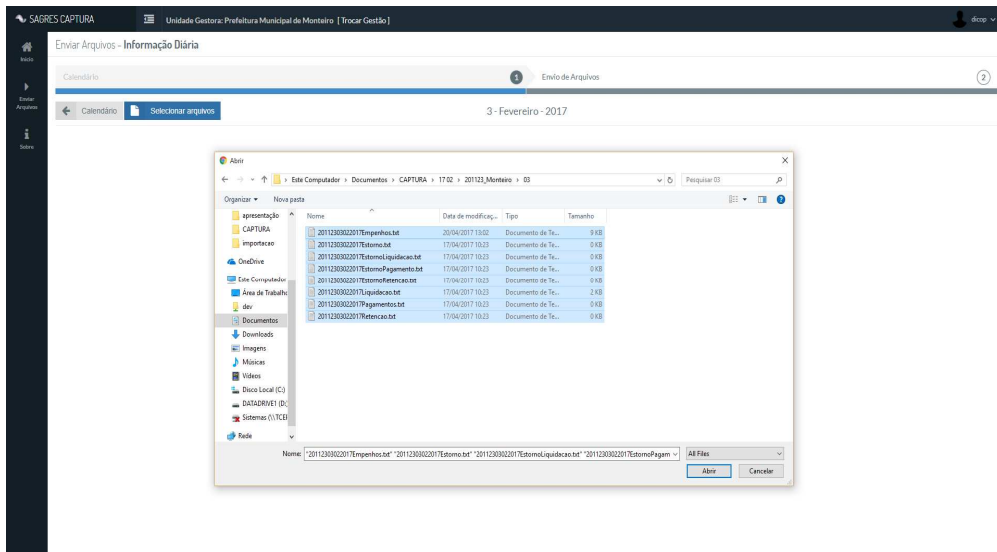 SAGRES CAPTURA
Unidade Gestora: Prefeitura Municipal de Monteiro [ Trocar Gestão ]
dicop
Início
Enviar Arquivos
Sobre
Enviar Arquivos - Informação Diária
Calendário
1
Envio de Arquivos
2
Calendário
Selecionar arquivos
3 - Fevereiro - 2017
Abrir
Este Computador > Documentos > CAPTURA > 17 02 > 201123_Monteiro > 03
Pesquisar 03
Organizar
Nova pasta
apresentação
CAPTURA
importacao
OneDrive
Este Computador
Área de Trabalho
dev
Documentos
Downloads
Imagens
Músicas
Vídeos
Disco Local (C:)
DATADRIVE1 (D:)
Sistemas (\\TCEI
Rede
Nome Data de modificaç... Tipo Tamanho
20112303022017Empenhos.txt 20/04/2017 13:02 Documento de Te... 9 KB
20112303022017Estorno.txt 17/04/2017 10:23 Documento de Te... 0 KB
20112303022017EstornoLiquidacao.txt 17/04/2017 10:23 Documento de Te... 0 KB
20112303022017EstornoPagamento.txt 17/04/2017 10:23 Documento de Te... 0 KB
20112303022017EstornoRetencao.txt 17/04/2017 10:23 Documento de Te... 0 KB
20112303022017Liquidacao.txt 17/04/2017 10:23 Documento de Te... 2 KB
20112303022017Pagamentos.txt 17/04/2017 10:23 Documento de Te... 0 KB
20112303022017Retencao.txt 17/04/2017 10:23 Documento de Te... 0 KB
Nome: "20112303022017Empenhos.txt" "20112303022017Estorno.txt" "20112303022017EstornoLiquidacao.txt" "20112303022017EstornoPagam
All Files
Abrir
Cancelar